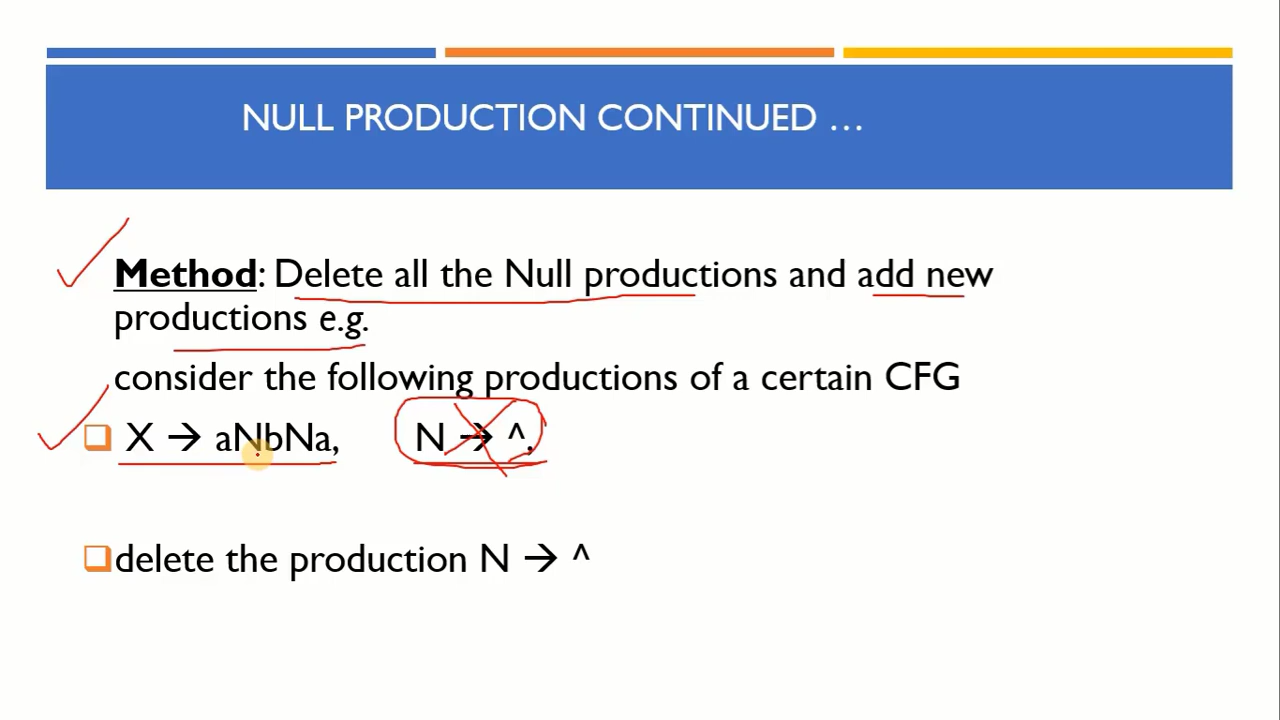 NULL PRODUCTION CONTINUED …
Method: Delete all the Null productions and add new
productions e.g.
consider the following productions of a certain CFG
X → aNbNa, N → ^,
delete the production N → ^